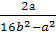 2a
16b² − a²